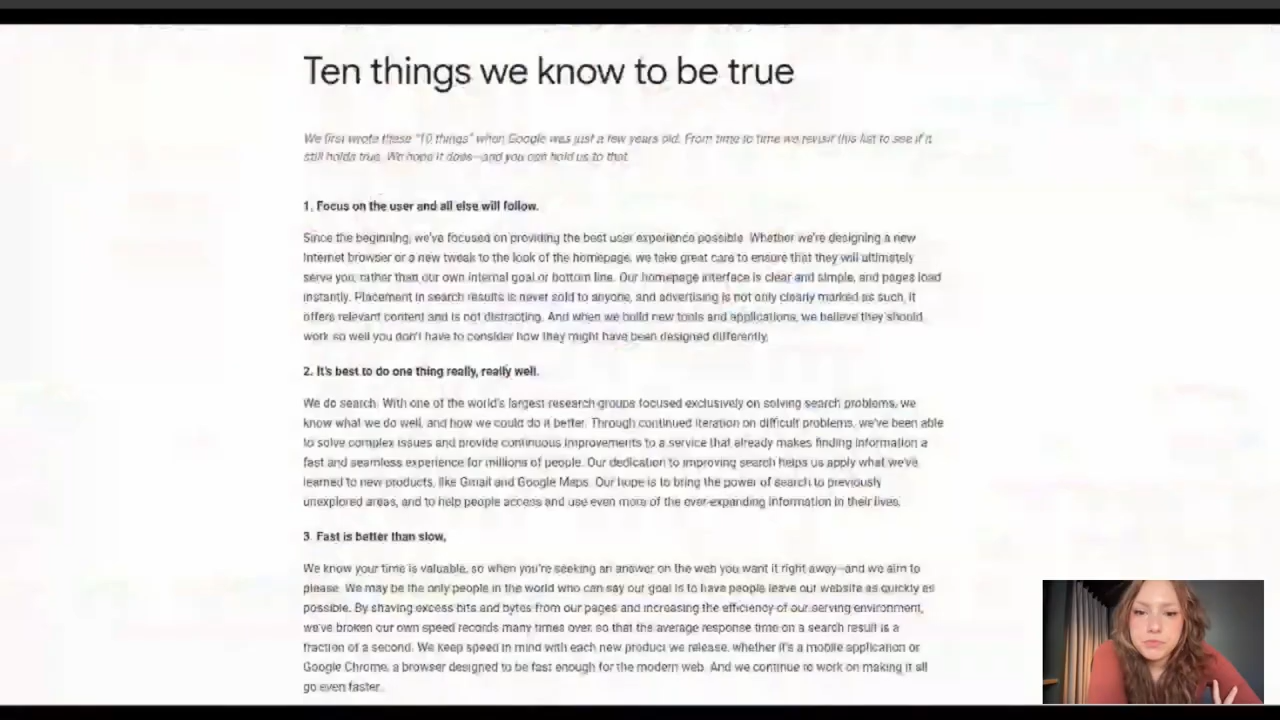 Ten things we know to be true
We first wrote these "10 things" when Google was just a few years old. From time to time we revisit this list to see if it
still holds true. We hope it does—and you can hold us to that.
1. Focus on the user and all else will follow.
Since the beginning, we've focused on providing the best user experience possible. Whether we're designing a new
Internet browser or a new tweak to the look of the homepage, we take great care to ensure that they will ultimately
serve you, rather than our own internal goal or bottom line. Our homepage interface is clear and simple, and pages load
instantly. Placement in search results is never sold to anyone, and advertising is not only clearly marked as such, it
offers relevant content and is not distracting. And when we build new tools and applications, we believe they should
work so well you don't have to consider how they might have been designed differently.
2. It's best to do one thing really, really well.
We do search. With one of the world's largest research groups focused exclusively on solving search problems, we
know what we do well, and how we could do it better. Through continued iteration on difficult problems, we've been able
to solve complex issues and provide continuous improvements to a service that already makes finding information a
fast and seamless experience for millions of people. Our dedication to improving search helps us apply what we've
learned to new products, like Gmail and Google Maps. Our hope is to bring the power of search to previously
unexplored areas, and to help people access and use even more of the ever-expanding information in their lives.
3. Fast is better than slow.
We know your time is valuable, so when you're seeking an answer on the web you want it right away—and we aim to
please. We may be the only people in the world who can say our goal is to have people leave our website as quickly as
possible. By shaving excess bits and bytes from our pages and increasing the efficiency of our serving environment,
we've broken our own speed records many times over, so that the average response time on a search result is a
fraction of a second. We keep speed in mind with each new product we release, whether it's a mobile application or
Google Chrome, a browser designed to be fast enough for the modern web. And we continue to work on making it all
go even faster.